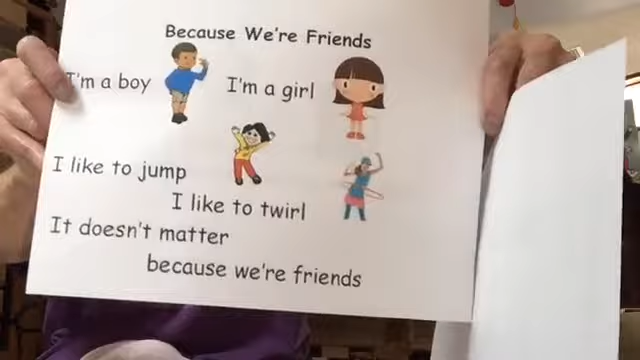 Because We're Friends
I'm a boy I'm a girl
I like to jump
I like to twirl
It doesn't matter
because we're friends